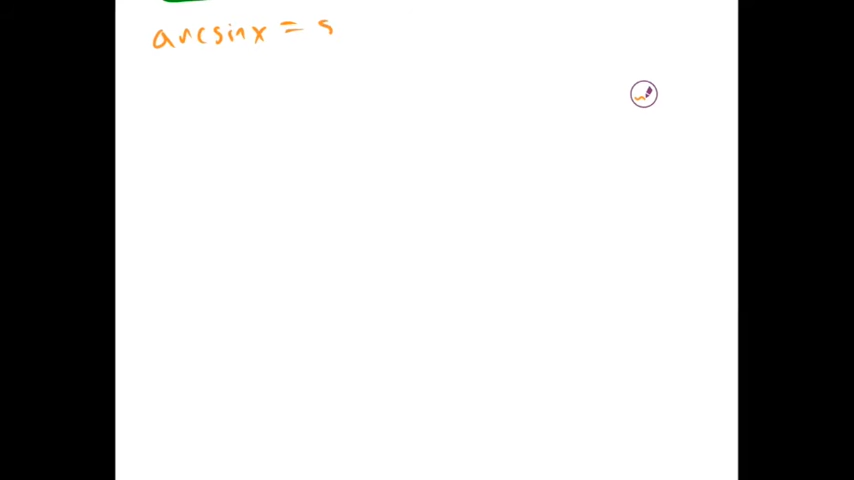 arcsinx = s